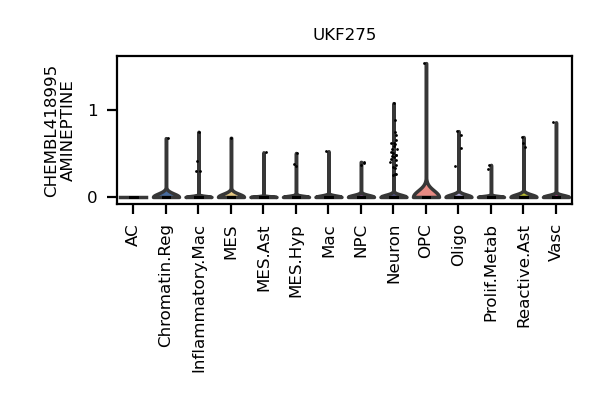 UKF275
CHEMBL418995
AMINEPTINE
1
0
AC
Chromatin.Reg
Inflammatory.Mac
MES
MES.Ast
MES.Hyp
Mac
NPC
Neuron
OPC
Oligo
Prolif.Metab
Reactive.Ast
Vasc